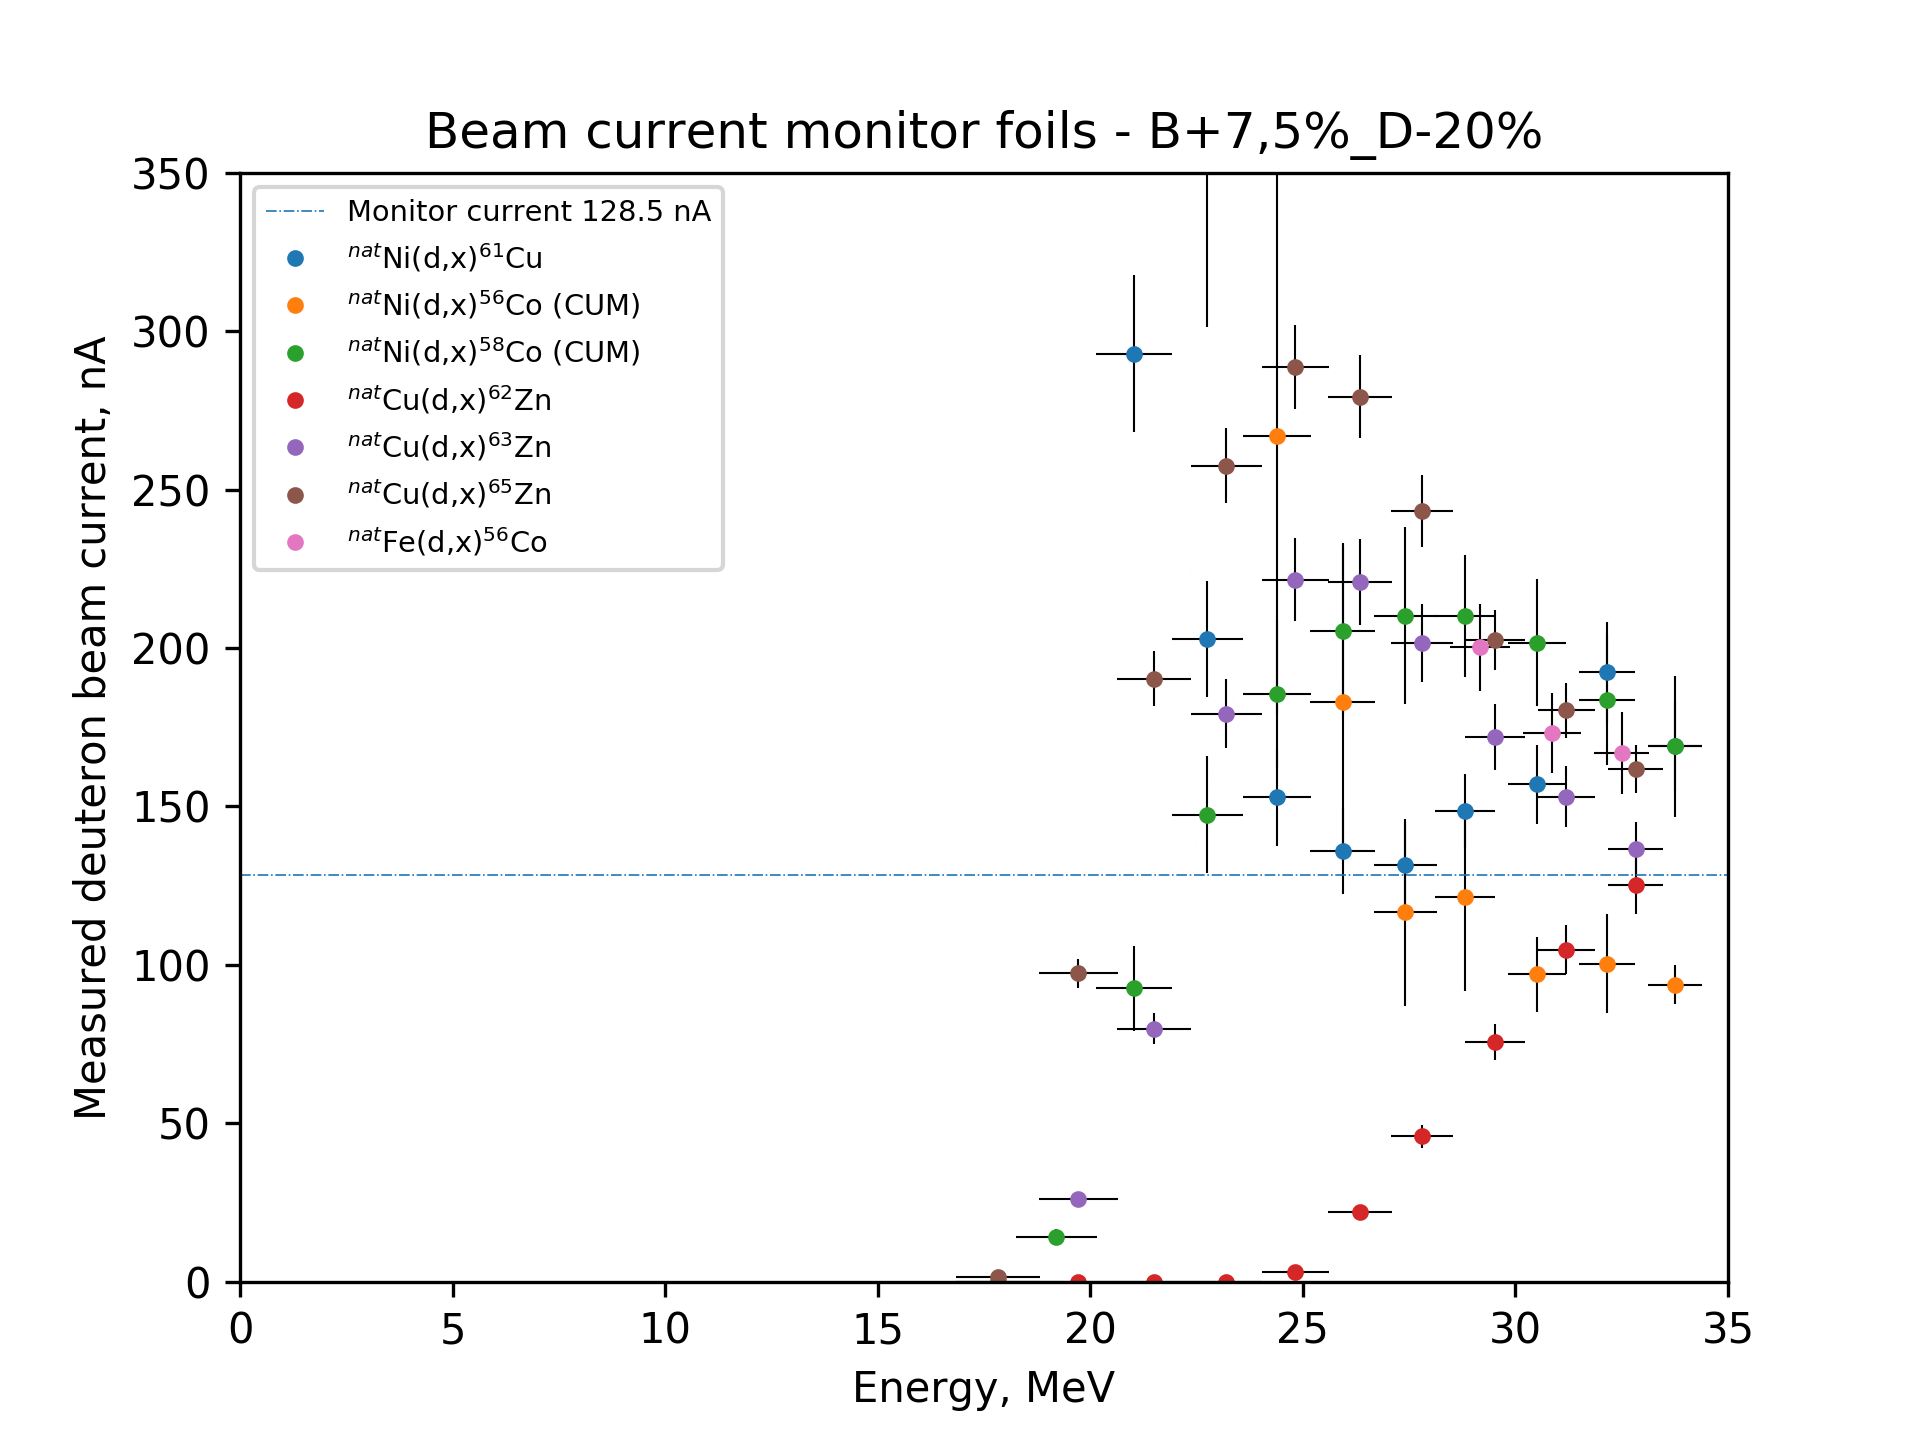 Beam current monitor foils - B+7,5%_D-20%
350
300
250
200
150
100
50
0
Measured deuteron beam current, nA
Monitor current 128.5 nA
natNi(d,x)61Cu
natNi(d,x)56Co (CUM)
natNi(d,x)58Co (CUM)
natCu(d,x)62Zn
natCu(d,x)63Zn
natCu(d,x)65Zn
natFe(d,x)56Co
0 5 10 15 20 25 30 35
Energy, MeV